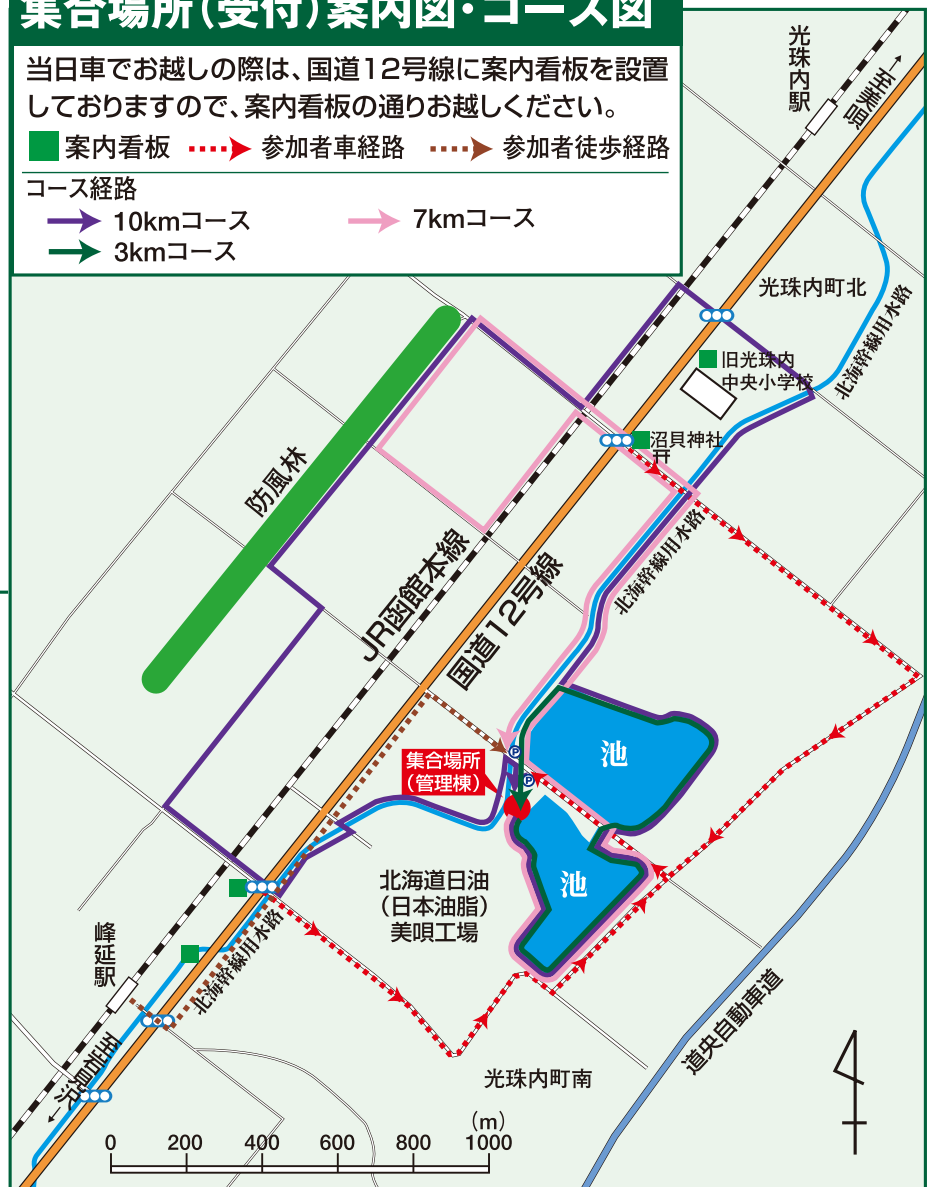 集合場所（受付）案内図・コース図
当日車でお越しの際は、国道12号線に案内看板を設置
しておりますので、案内看板の通りお越しください。
案内看板
参加者車経路
参加者徒歩経路
コース経路
10kmコース
7kmコース
3kmコース
光珠内駅
←至美唄
光珠内町北
北海幹線用水路
旧光珠内
中央小学校
沼貝神社
防風林
JR函館本線
国道12号線
北海幹線用水路
池
P
P
集合場所
（管理棟）
池
北海道日油
（日本油脂）
美唄工場
峰延駅
北海幹線用水路
至岩見沢→
光珠内町南
道央自動車道
(m)
0 200 400 600 800 1000